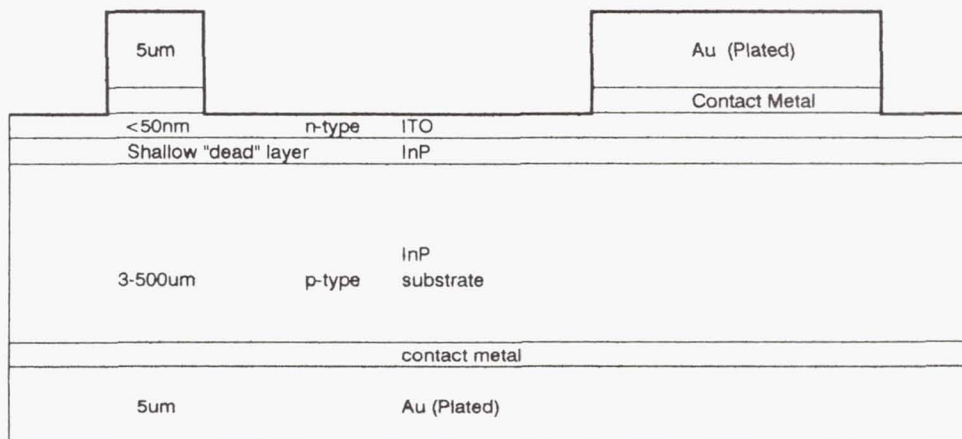 5um Au (Plated)
Contact Metal
<50nm n-type ITO
Shallow "dead" layer InP
InP
3-500um p-type substrate
contact metal
5um Au (Plated)